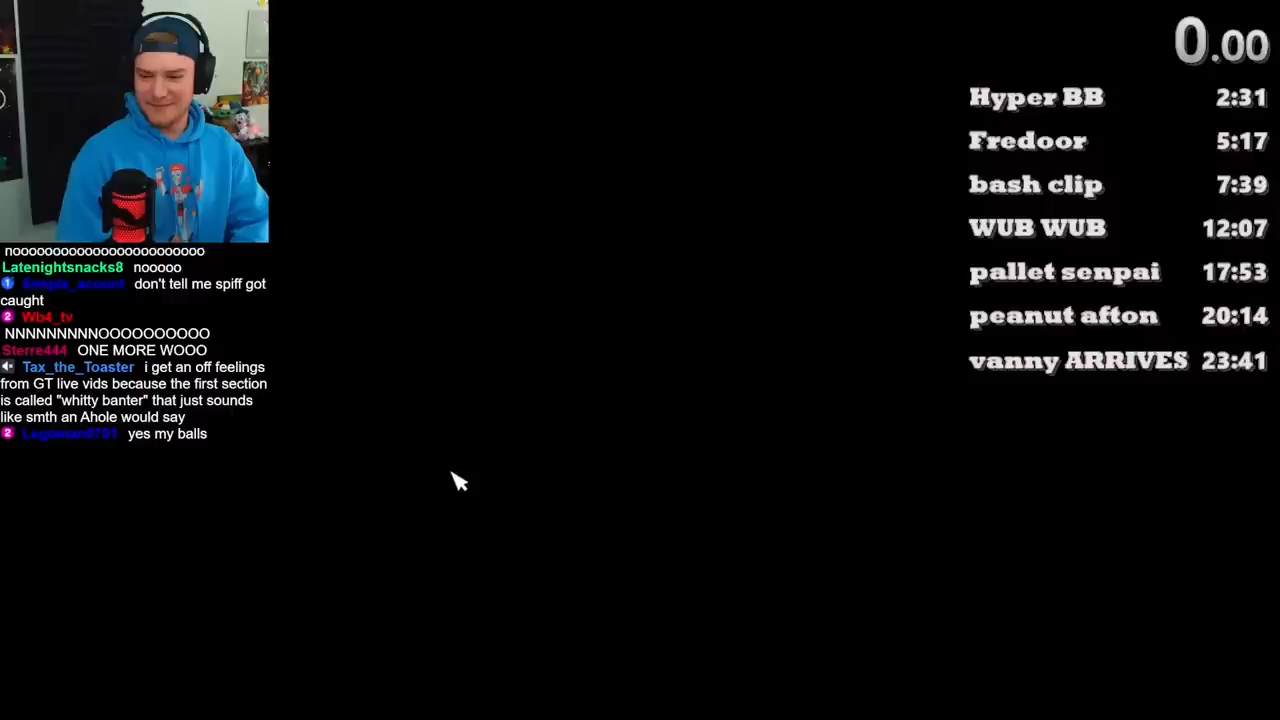 0.00
Hyper BB 2:31
Fredoor 5:17
bash clip 7:39
WUB WUB 12:07
pallet senpai 17:53
peanut afton 20:14
vanny ARRIVES 23:41
nooooooooooooooooooooooooo
Latenightsnacks8 nooooo
don't tell me spiff got
caught
Wb4_tv
NNNNNNNNNOOOOOOOOOO
Sterre444 ONE MORE WOOO
Tax_the_Toaster i get an off feelings
from GT live vids because the first section
is called "whitty banter" that just sounds
like smth an Ahole would say
yes my balls